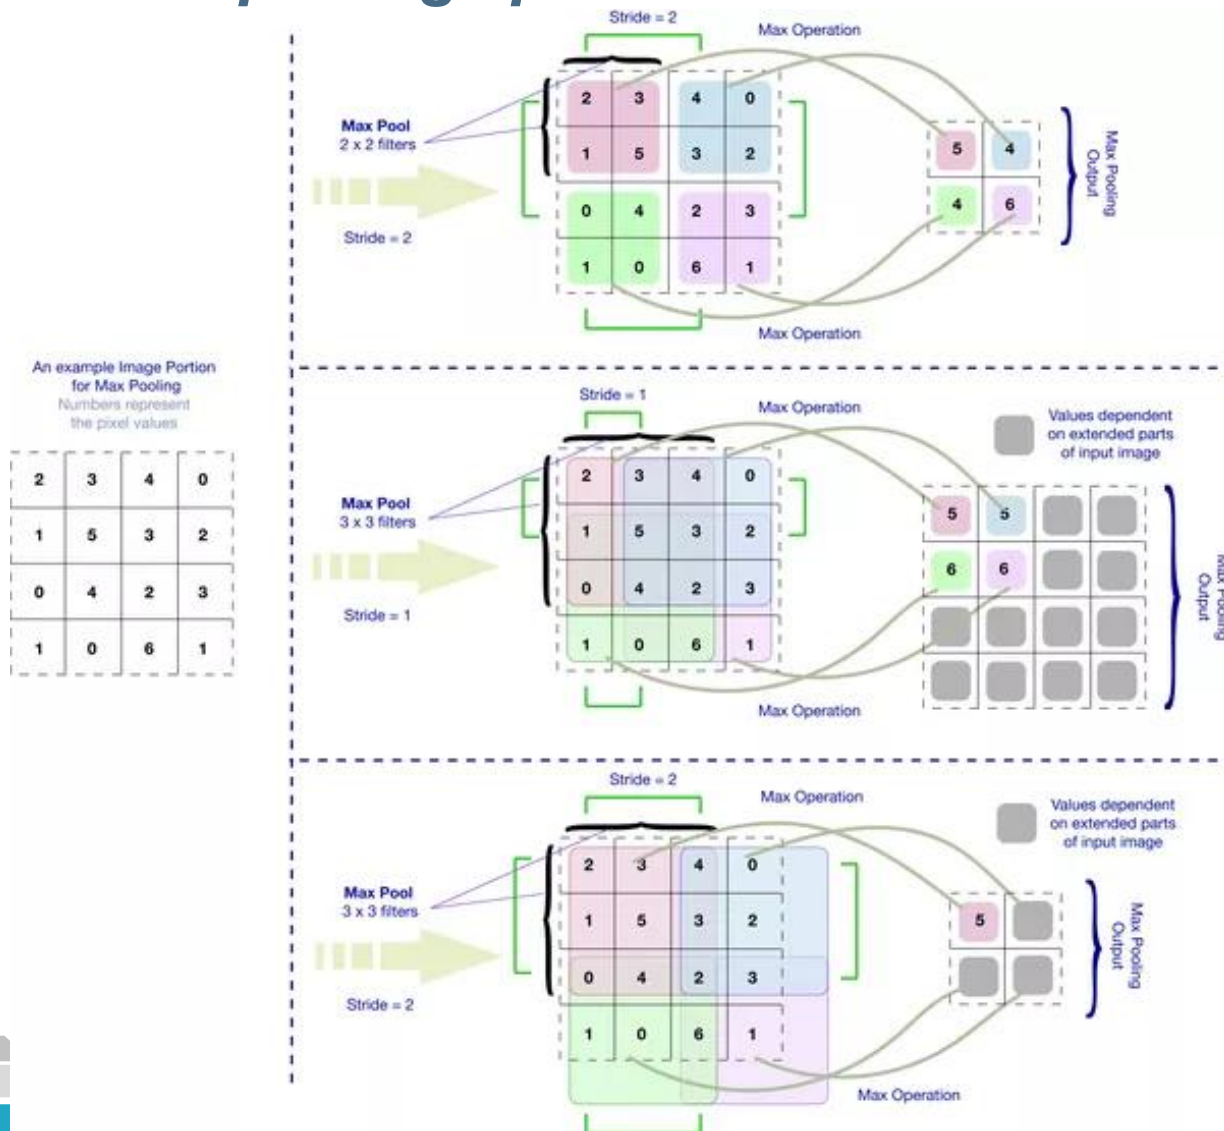 An example Image Portion
for Max Pooling
Numbers represent
the pixel values
2 3 4 0
1 5 3 2
0 4 2 3
1 0 6 1
Stride = 2
Max Operation
Max Pool
2 x 2 filters
Stride = 2
2 3 4 0
1 5 3 2
0 4 2 3
1 0 6 1
5 4
4 6
Max Pooling
Output
Max Operation
Stride = 1
Max Operation
Values dependent
on extended parts
of input image
Max Pool
3 x 3 filters
Stride = 1
2 3 4 0
1 5 3 2
0 4 2 3
1 0 6 1
5 5
6 6
Max Pooling
Output
Max Operation
Stride = 2
Max Operation
Values dependent
on extended parts
of input image
Max Pool
3 x 3 filters
Stride = 2
2 3 4 0
1 5 3 2
0 4 2 3
1 0 6 1
5
Max Pooling
Output
Max Operation